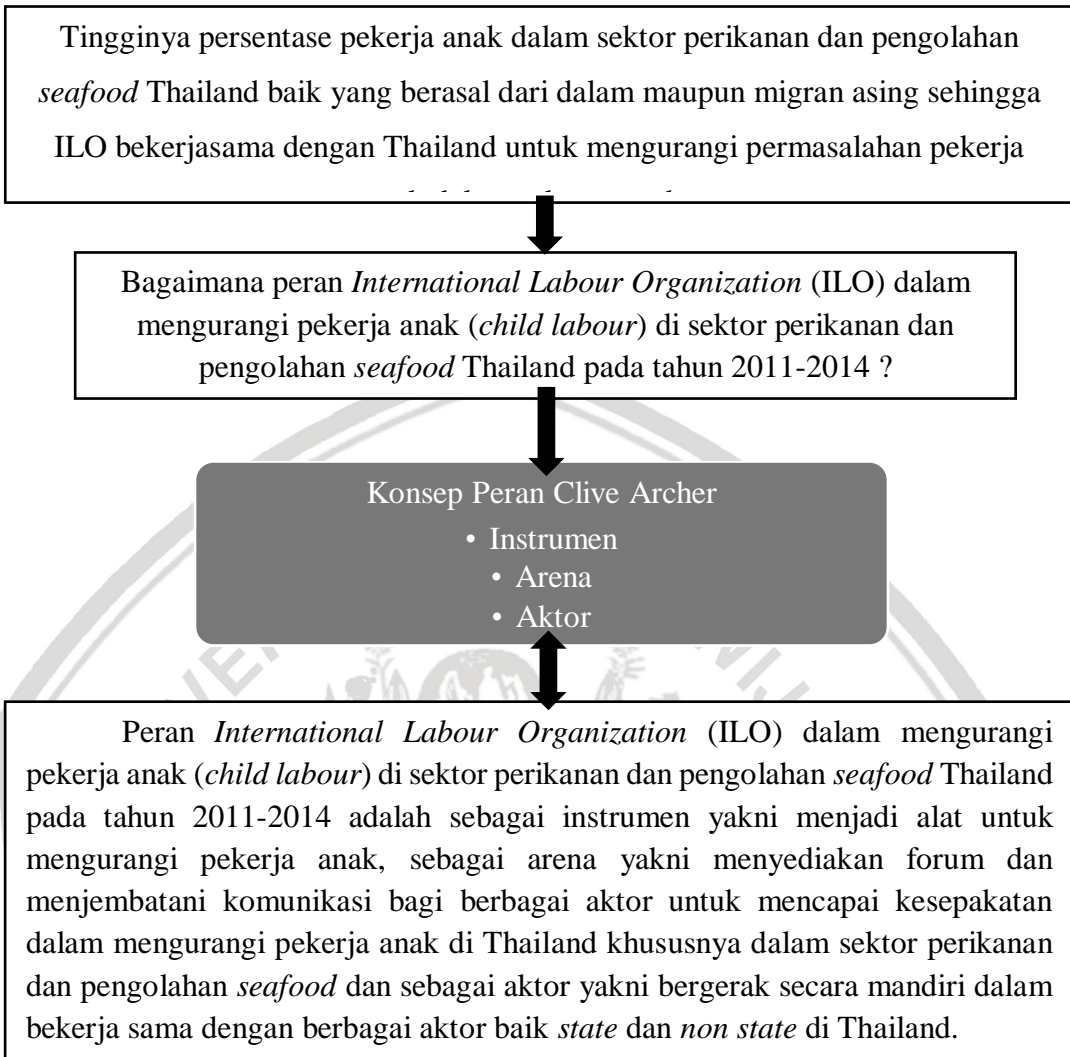 Tingginya persentase pekerja anak dalam sektor perikanan dan pengolahan
seafood Thailand baik yang berasal dari dalam maupun migran asing sehingga
ILO bekerjasama dengan Thailand untuk mengurangi permasalahan pekerja
Bagaimana peran International Labour Organization (ILO) dalam
mengurangi pekerja anak (child labour) di sektor perikanan dan
pengolahan seafood Thailand pada tahun 2011-2014 ?
Konsep Peran Clive Archer
• Instrumen
• Arena
• Aktor
Peran International Labour Organization (ILO) dalam mengurangi
pekerja anak (child labour) di sektor perikanan dan pengolahan seafood Thailand
pada tahun 2011-2014 adalah sebagai instrumen yakni menjadi alat untuk
mengurangi pekerja anak, sebagai arena yakni menyediakan forum dan
menjembatani komunikasi bagi berbagai aktor untuk mencapai kesepakatan
dalam mengurangi pekerja anak di Thailand khususnya dalam sektor perikanan
dan pengolahan seafood dan sebagai aktor yakni bergerak secara mandiri dalam
bekerja sama dengan berbagai aktor baik state dan non state di Thailand.